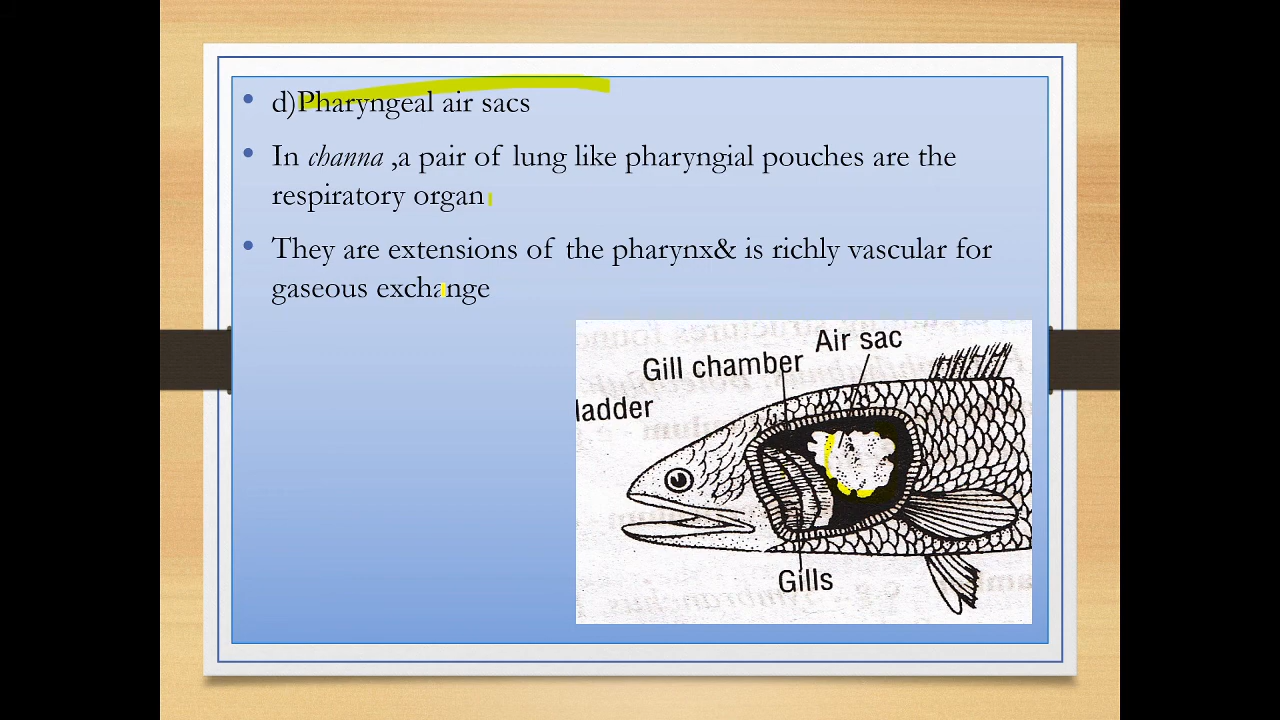 • d)Pharyngeal air sacs
• In channa ,a pair of lung like pharyngial pouches are the
respiratory organ
• They are extensions of the pharynx& is richly vascular for
gaseous exchange
Air sac
Gill chamber
ladder
Gills